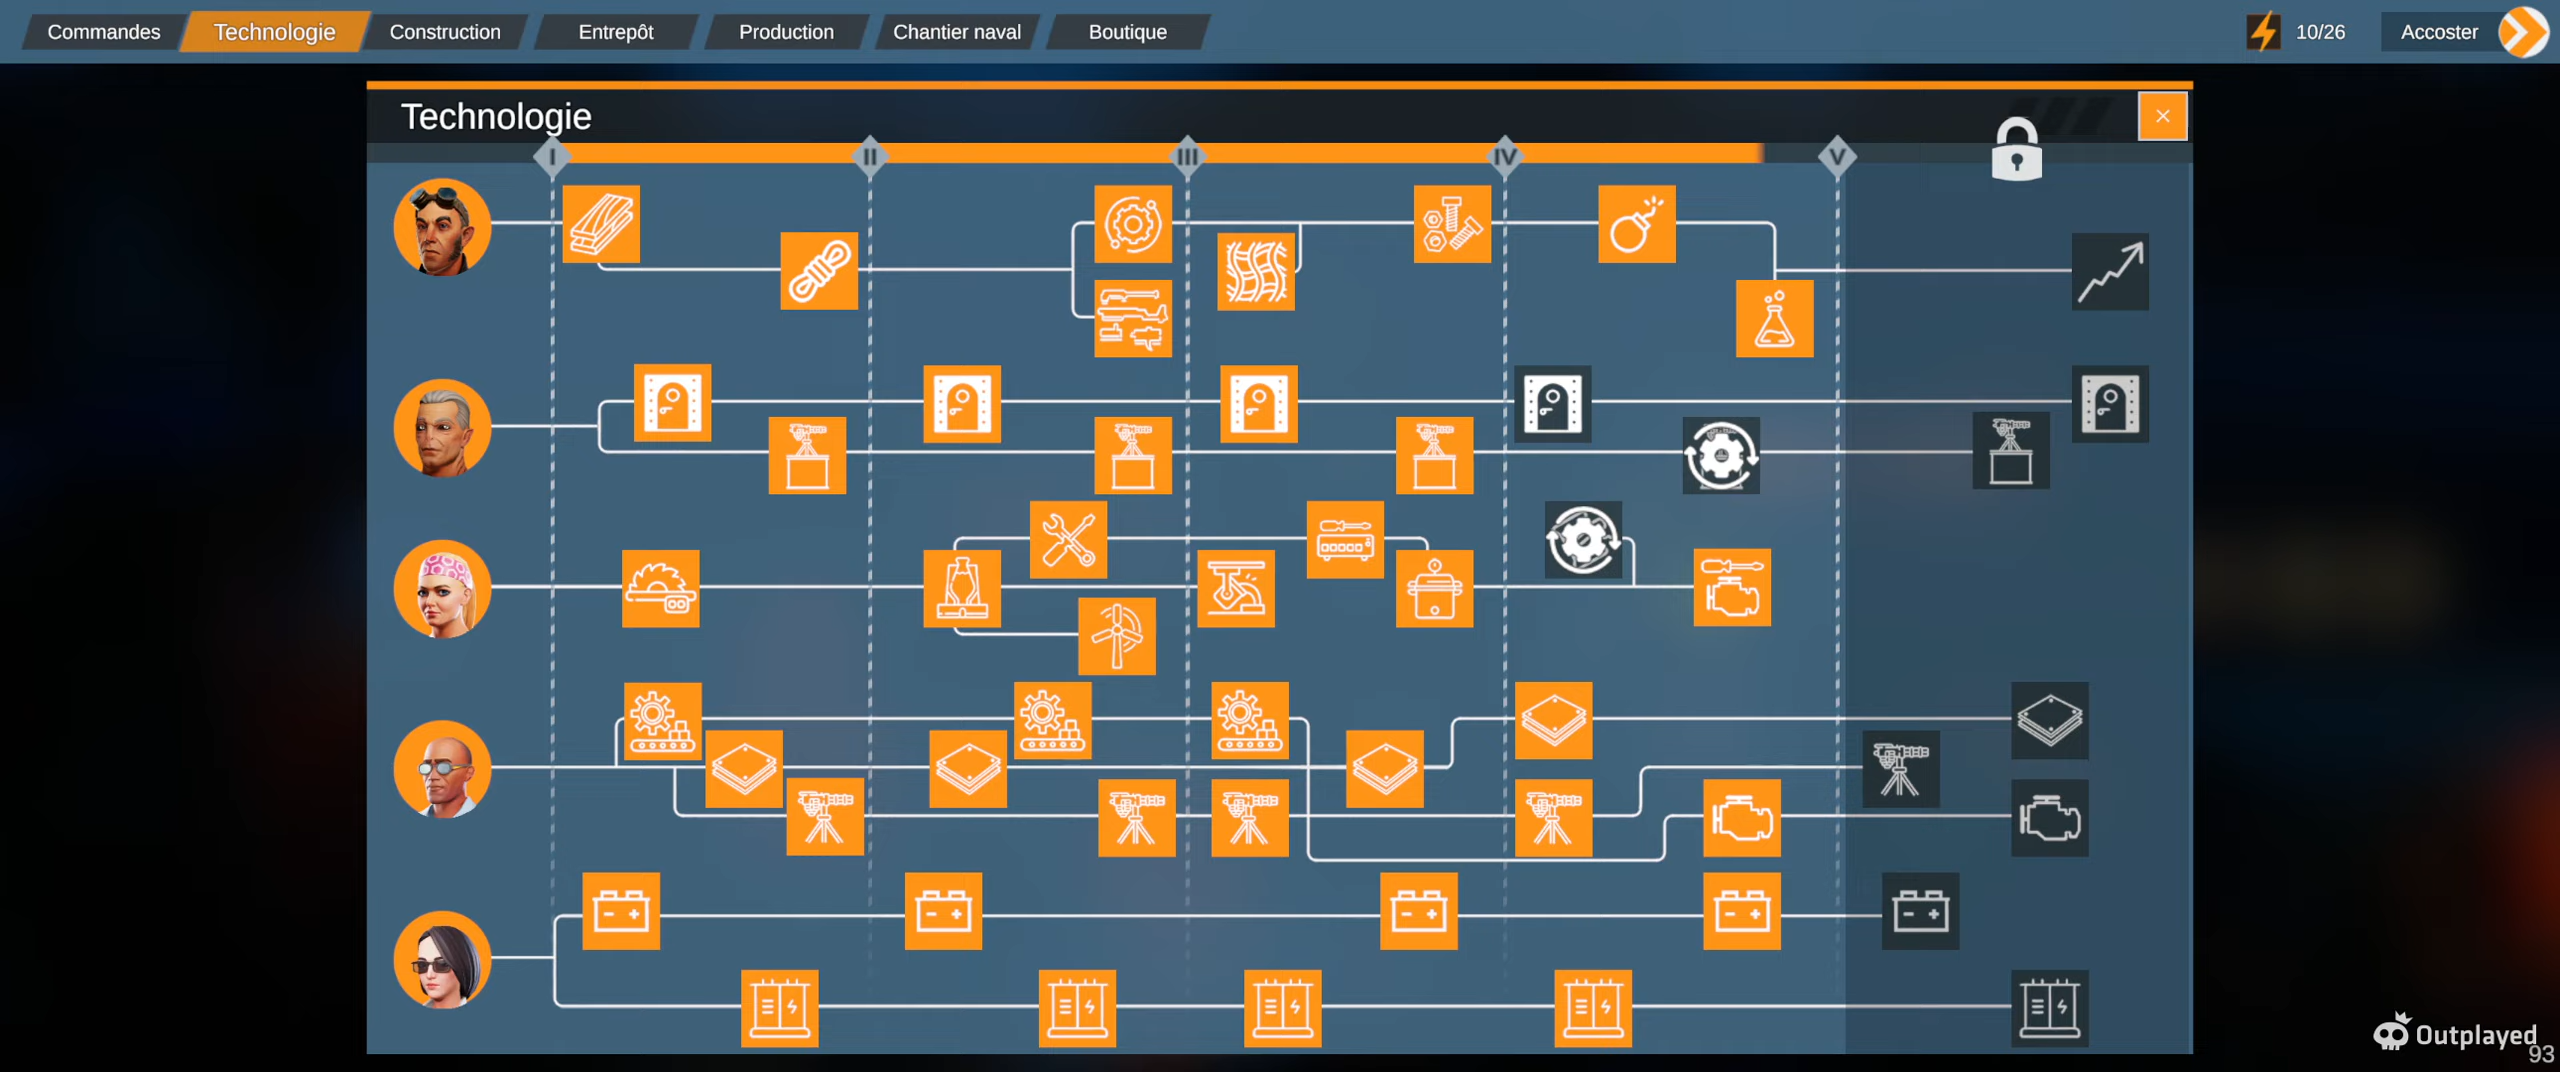 Commandes Technologie Construction Entrepôt Production Chantier naval Boutique 10/26 Accoster
Technologie
I II III IV V
Outplayed
93